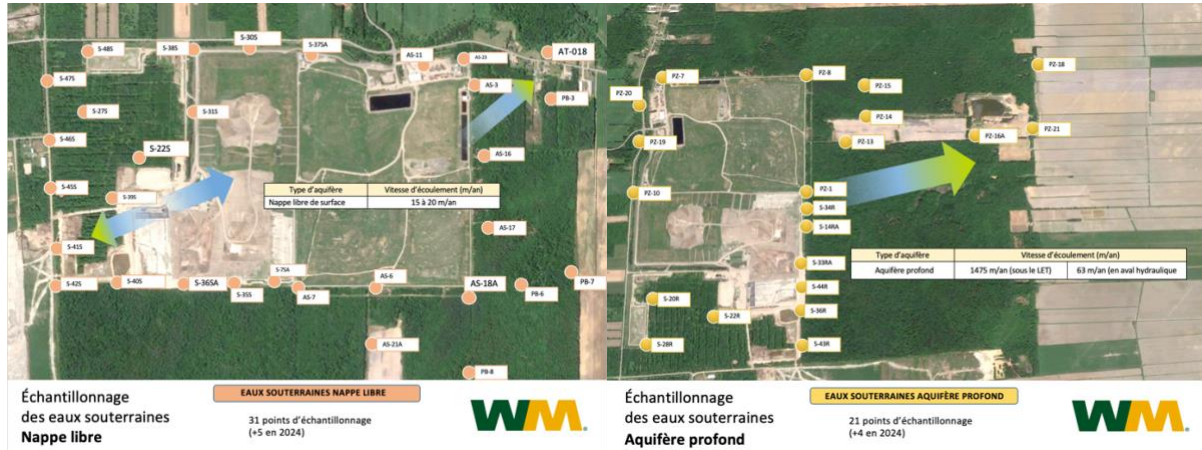 S-48S
S-38S
S-30S
S-37SA
AS-11
AS-23
AT-018
S-47S
AS-3
PB-3
S-27S
S-31S
S-46S
S-22S
AS-16
S-45S
S-39S
Type d'aquifère
Vitesse d'écoulement (m/an)
Nappe libre de surface
15 à 20 m/an
AS-17
S-41S
S-42S
S-40S
S-36SA
S-35S
S-7SA
AS-7
AS-6
AS-18A
PB-6
PB-7
AS-21A
PB-8
Échantillonnage
des eaux souterraines
Nappe libre
EAUX SOUTERRAINES NAPPE LIBRE
31 points d'échantillonnage
(+5 en 2024)
WM
PZ-18
PZ-7
PZ-8
PZ-15
PZ-20
PZ-14
PZ-19
PZ-13
PZ-16A
PZ-21
PZ-10
PZ-1
S-34R
S-14RA
Type d'aquifère
Vitesse d'écoulement (m/an)
Aquifère profond
1475 m/an (sous le LET)
63 m/an (en aval hydraulique
S-33RA
S-44R
S-20R
S-22R
S-36R
S-28R
S-43R
Échantillonnage
des eaux souterraines
Aquifère profond
EAUX SOUTERRAINES AQUIFÈRE PROFOND
21 points d'échantillonnage
(+4 en 2024)
WM